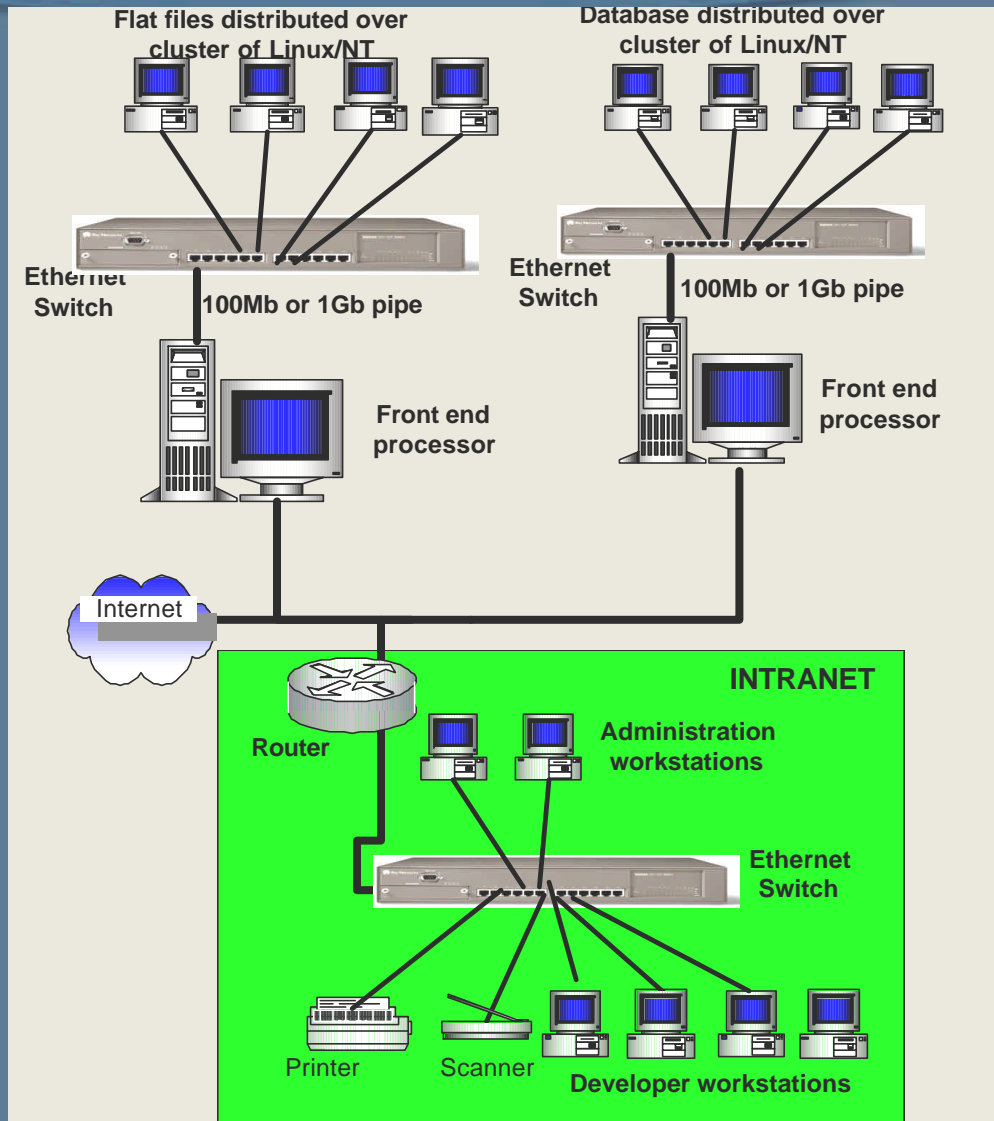 Flat files distributed over
cluster of Linux/NT
Database distributed over
cluster of Linux/NT
Ethernet
Switch
100Mb or 1Gb pipe
Ethernet
Switch
100Mb or 1Gb pipe
Front end
processor
Front end
processor
Internet
INTRANET
Router
Administration
workstations
Ethernet
Switch
Printer
Scanner
Developer workstations